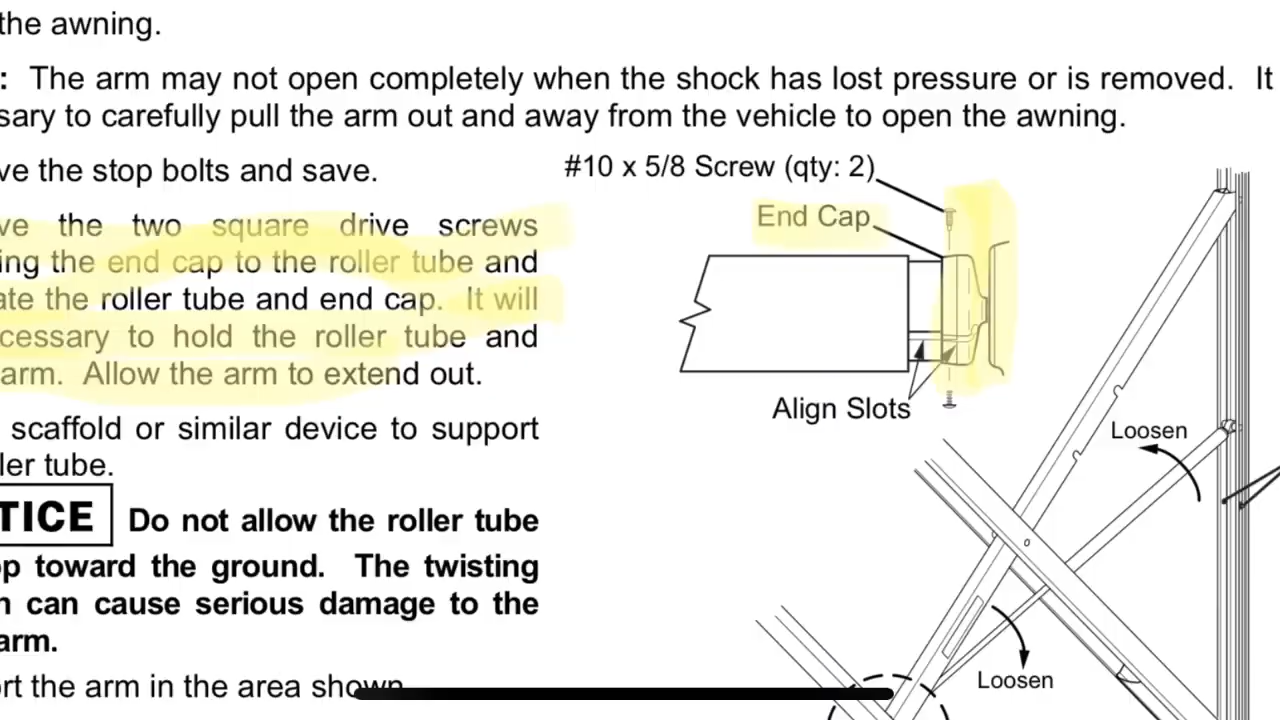 the awning.
: The arm may not open completely when the shock has lost pressure or is removed. It
sary to carefully pull the arm out and away from the vehicle to open the awning.
ve the stop bolts and save.
#10 x 5/8 Screw (qty: 2)
ve the two square drive screws
End Cap
ing the end cap to the roller tube and
ate the roller tube and end cap. It will
cessary to hold the roller tube and
arm. Allow the arm to extend out.
Align Slots
scaffold or similar device to support
Loosen
ler tube.
TICE Do not allow the roller tube
op toward the ground. The twisting
n can cause serious damage to the
arm.
Loosen
rt the arm in the area shown